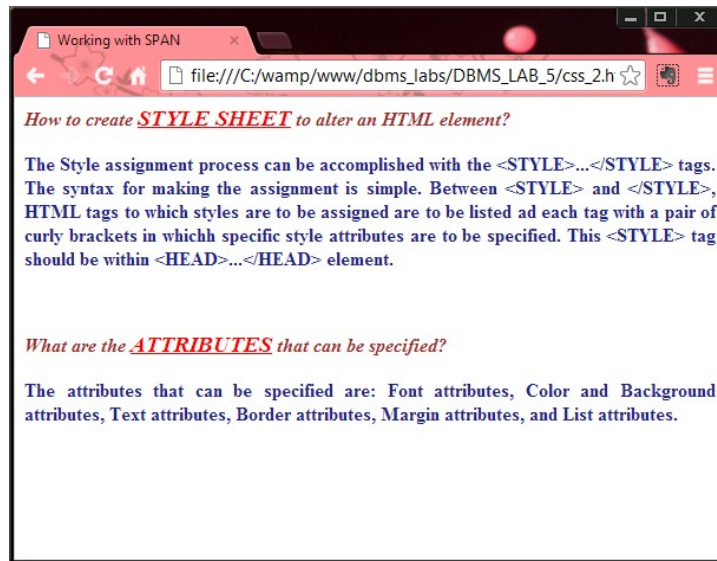 Working with SPAN
file:///C:/wamp/www/dbms_labs/DBMS_LAB_5/css_2.h
How to create STYLE SHEET to alter an HTML element?
The Style assignment process can be accomplished with the <STYLE>...</STYLE> tags.
The syntax for making the assignment is simple. Between <STYLE> and </STYLE>,
HTML tags to which styles are to be assigned are to be listed ad each tag with a pair of
curly brackets in whichh specific style attributes are to be specified. This <STYLE> tag
should be within <HEAD>...</HEAD> element.
What are the ATTRIBUTES that can be specified?
The attributes that can be specified are: Font attributes, Color and Background
attributes, Text attributes, Border attributes, Margin attributes, and List attributes.